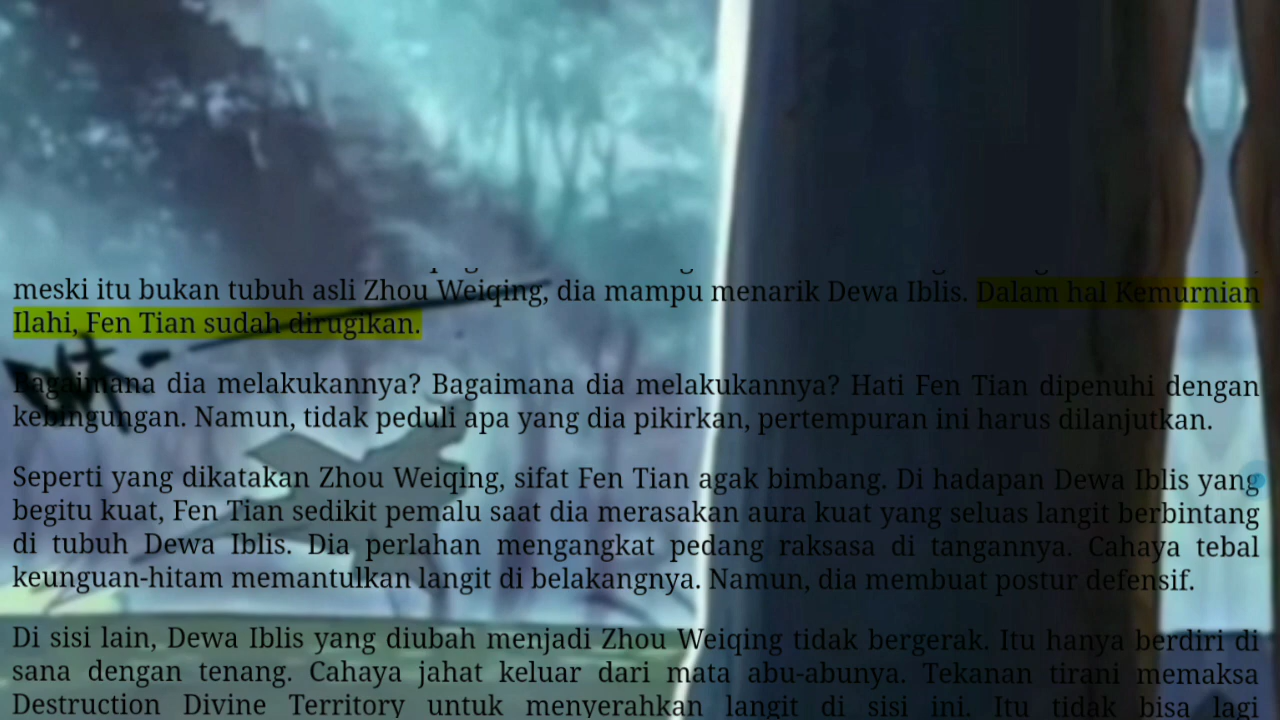 meski itu bukan tubuh asli Zhou Weiqing, dia mampu menarik Dewa Iblis. Dalam hal Kemurnian
Ilahi, Fen Tian sudah dirugikan.
Bagaimana dia melakukannya? Bagaimana dia melakukannya? Hati Fen Tian dipenuhi dengan
kebingungan. Namun, tidak peduli apa yang dia pikirkan, pertempuran ini harus dilanjutkan.
Seperti yang dikatakan Zhou Weiqing, sifat Fen Tian agak bimbang. Di hadapan Dewa Iblis yang
begitu kuat, Fen Tian sedikit pemalu saat dia merasakan aura kuat yang seluas langit berbintang
di tubuh Dewa Iblis. Dia perlahan mengangkat pedang raksasa di tangannya. Cahaya tebal
keunguan-hitam memantulkan langit di belakangnya. Namun, dia membuat postur defensif.
Di sisi lain, Dewa Iblis yang diubah menjadi Zhou Weiqing tidak bergerak. Itu hanya berdiri di
sana dengan tenang. Cahaya jahat keluar dari mata abu-abunya. Tekanan tirani memaksa
Destruction Divine Territory untuk menyerahkan langit di sisi ini. Itu tidak bisa lagi